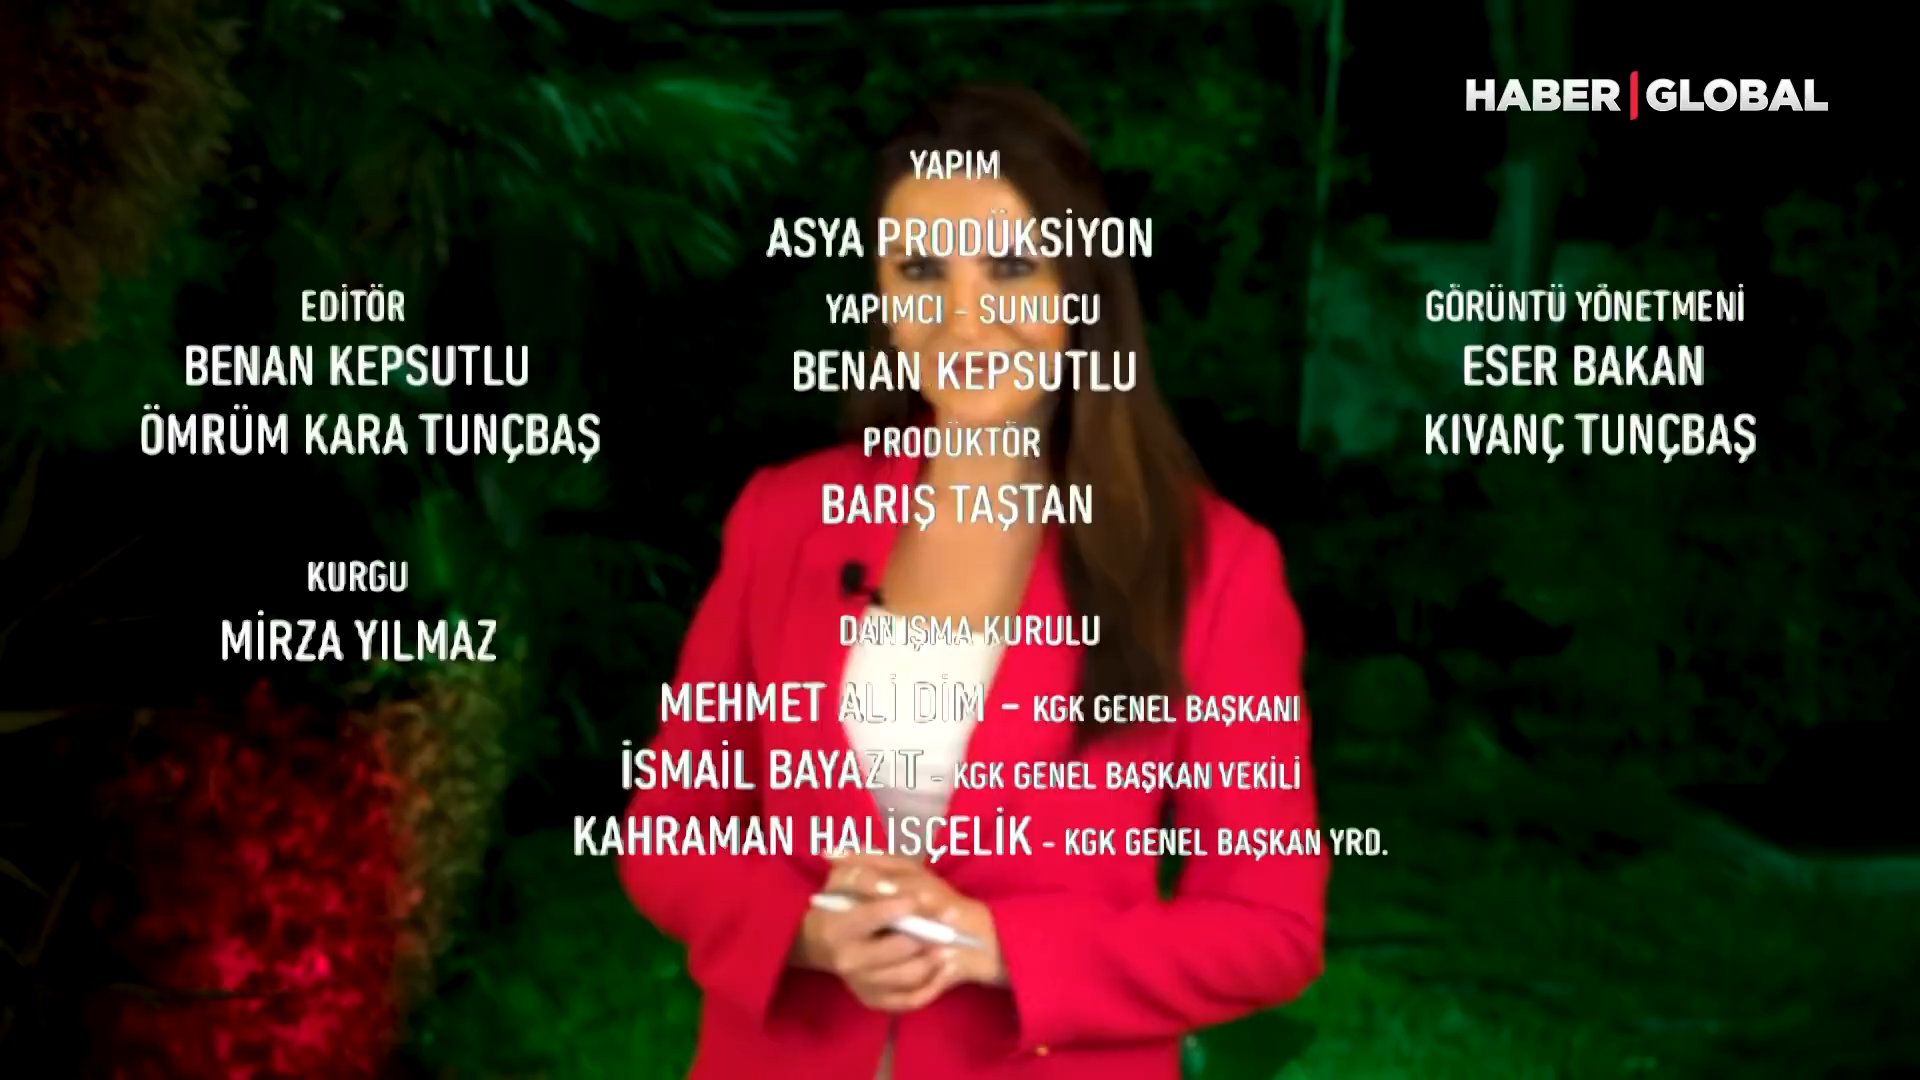 HABER GLOBAL
YAPIM
ASYA PRODÜKSİYON
YAPIMCI - SUNUCU
BENAN KEPSUTLU
PRODÜKTÖR
BARIŞ TAŞTAN
EDİTÖR
BENAN KEPSUTLU
ÖMRÜM KARA TUNÇBAŞ
GÖRÜNTÜ YÖNETMENİ
ESER BAKAN
KIVANÇ TUNÇBAŞ
KURGU
MİRZA YILMAZ
DANIŞMA KURULU
MEHMET ALİ DİM – KGK GENEL BAŞKANI
İSMAİL BAYAZIT - KGK GENEL BAŞKAN VEKİLİ
KAHRAMAN HALİSÇELİK - KGK GENEL BAŞKAN YRD.